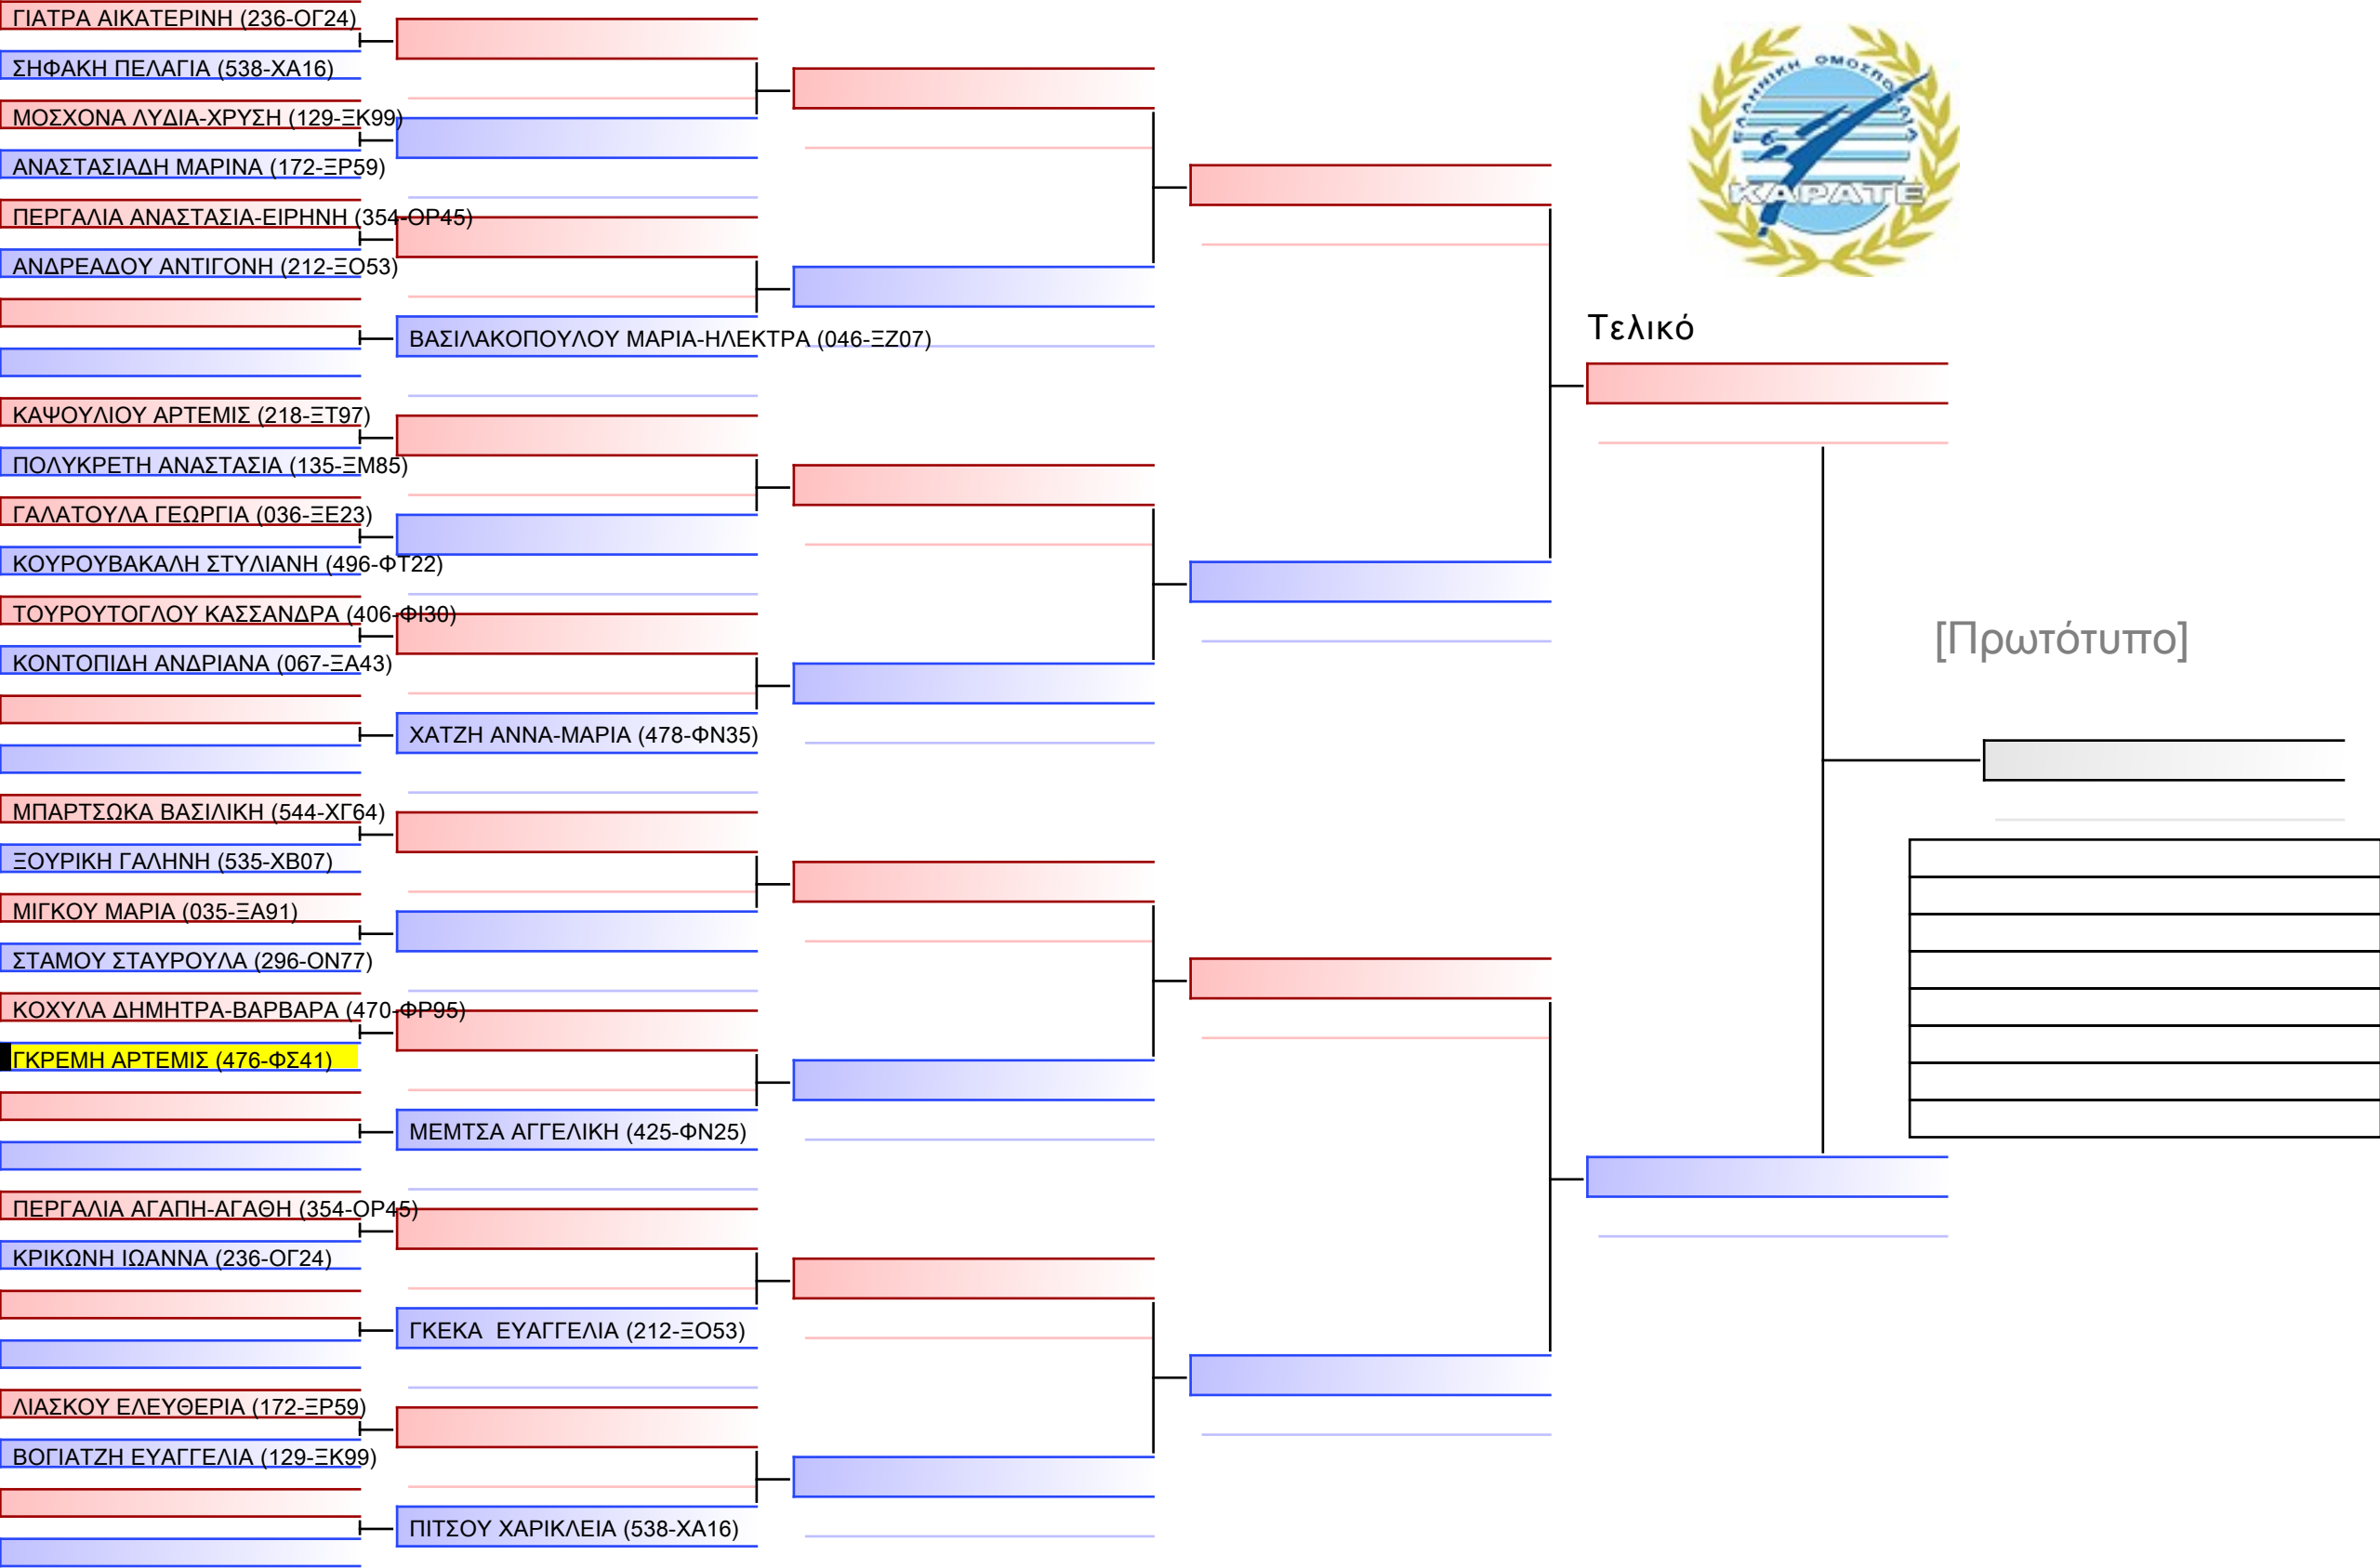 ΓΙΑΤΡΑ ΑΙΚΑΤΕΡΙΝΗ (236-ΟΓ24)
ΣΗΦΑΚΗ ΠΕΛΑΓΙΑ (538-ΧΑ16)
ΜΟΣΧΟΝΑ ΛΥΔΙΑ-ΧΡΥΣΗ (129-ΞΚ99)
ΑΝΑΣΤΑΣΙΑΔΗ ΜΑΡΙΝΑ (172-ΞΡ59)
ΠΕΡΓΑΛΙΑ ΑΝΑΣΤΑΣΙΑ-ΕΙΡΗΝΗ (354-ΟΡ45)
ΑΝΔΡΕΑΔΟΥ ΑΝΤΙΓΟΝΗ (212-ΞΟ53)
ΒΑΣΙΛΑΚΟΠΟΥΛΟΥ ΜΑΡΙΑ-ΗΛΕΚΤΡΑ (046-ΞΖ07)
ΚΑΨΟΥΛΙΟΥ ΑΡΤΕΜΙΣ (218-ΞΤ97)
ΠΟΛΥΚΡΕΤΗ ΑΝΑΣΤΑΣΙΑ (135-ΞΜ85)
ΓΑΛΑΤΟΥΛΑ ΓΕΩΡΓΙΑ (036-ΞΕ23)
ΚΟΥΡΟΥΒΑΚΑΛΗ ΣΤΥΛΙΑΝΗ (496-ΦΤ22)
ΤΟΥΡΟΥΤΟΓΛΟΥ ΚΑΣΣΑΝΔΡΑ (406-ΦΙ30)
ΚΟΝΤΟΠΙΔΗ ΑΝΔΡΙΑΝΑ (067-ΞΑ43)
ΧΑΤΖΗ ΑΝΝΑ-ΜΑΡΙΑ (478-ΦΝ35)
ΜΠΑΡΤΣΩΚΑ ΒΑΣΙΛΙΚΗ (544-ΧΓ64)
ΞΟΥΡΙΚΗ ΓΑΛΗΝΗ (535-ΧΒ07)
ΜΙΓΚΟΥ ΜΑΡΙΑ (035-ΞΑ91)
ΣΤΑΜΟΥ ΣΤΑΥΡΟΥΛΑ (296-ΟΝ77)
ΚΟΧΥΛΑ ΔΗΜΗΤΡΑ-ΒΑΡΒΑΡΑ (470-ΦΡ95)
ΓΚΡΕΜΗ ΑΡΤΕΜΙΣ (476-ΦΣ41)
ΜΕΜΤΣΑ ΑΓΓΕΛΙΚΗ (425-ΦΝ25)
ΠΕΡΓΑΛΙΑ ΑΓΑΠΗ-ΑΓΑΘΗ (354-ΟΡ45)
ΚΡΙΚΩΝΗ ΙΩΑΝΝΑ (236-ΟΓ24)
ΓΚΕΚΑ  ΕΥΑΓΓΕΛΙΑ (212-ΞΟ53)
ΛΙΑΣΚΟΥ ΕΛΕΥΘΕΡΙΑ (172-ΞΡ59)
ΒΟΓΙΑΤΖΗ ΕΥΑΓΓΕΛΙΑ (129-ΞΚ99)
ΠΙΤΣΟΥ ΧΑΡΙΚΛΕΙΑ (538-ΧΑ16)
ΕΛΛΗΝΙΚΗ ΟΜΟΣΠΟΝΔΙΑ
ΚΑΡΑΤΕ
Τελικό
[Πρωτότυπο]